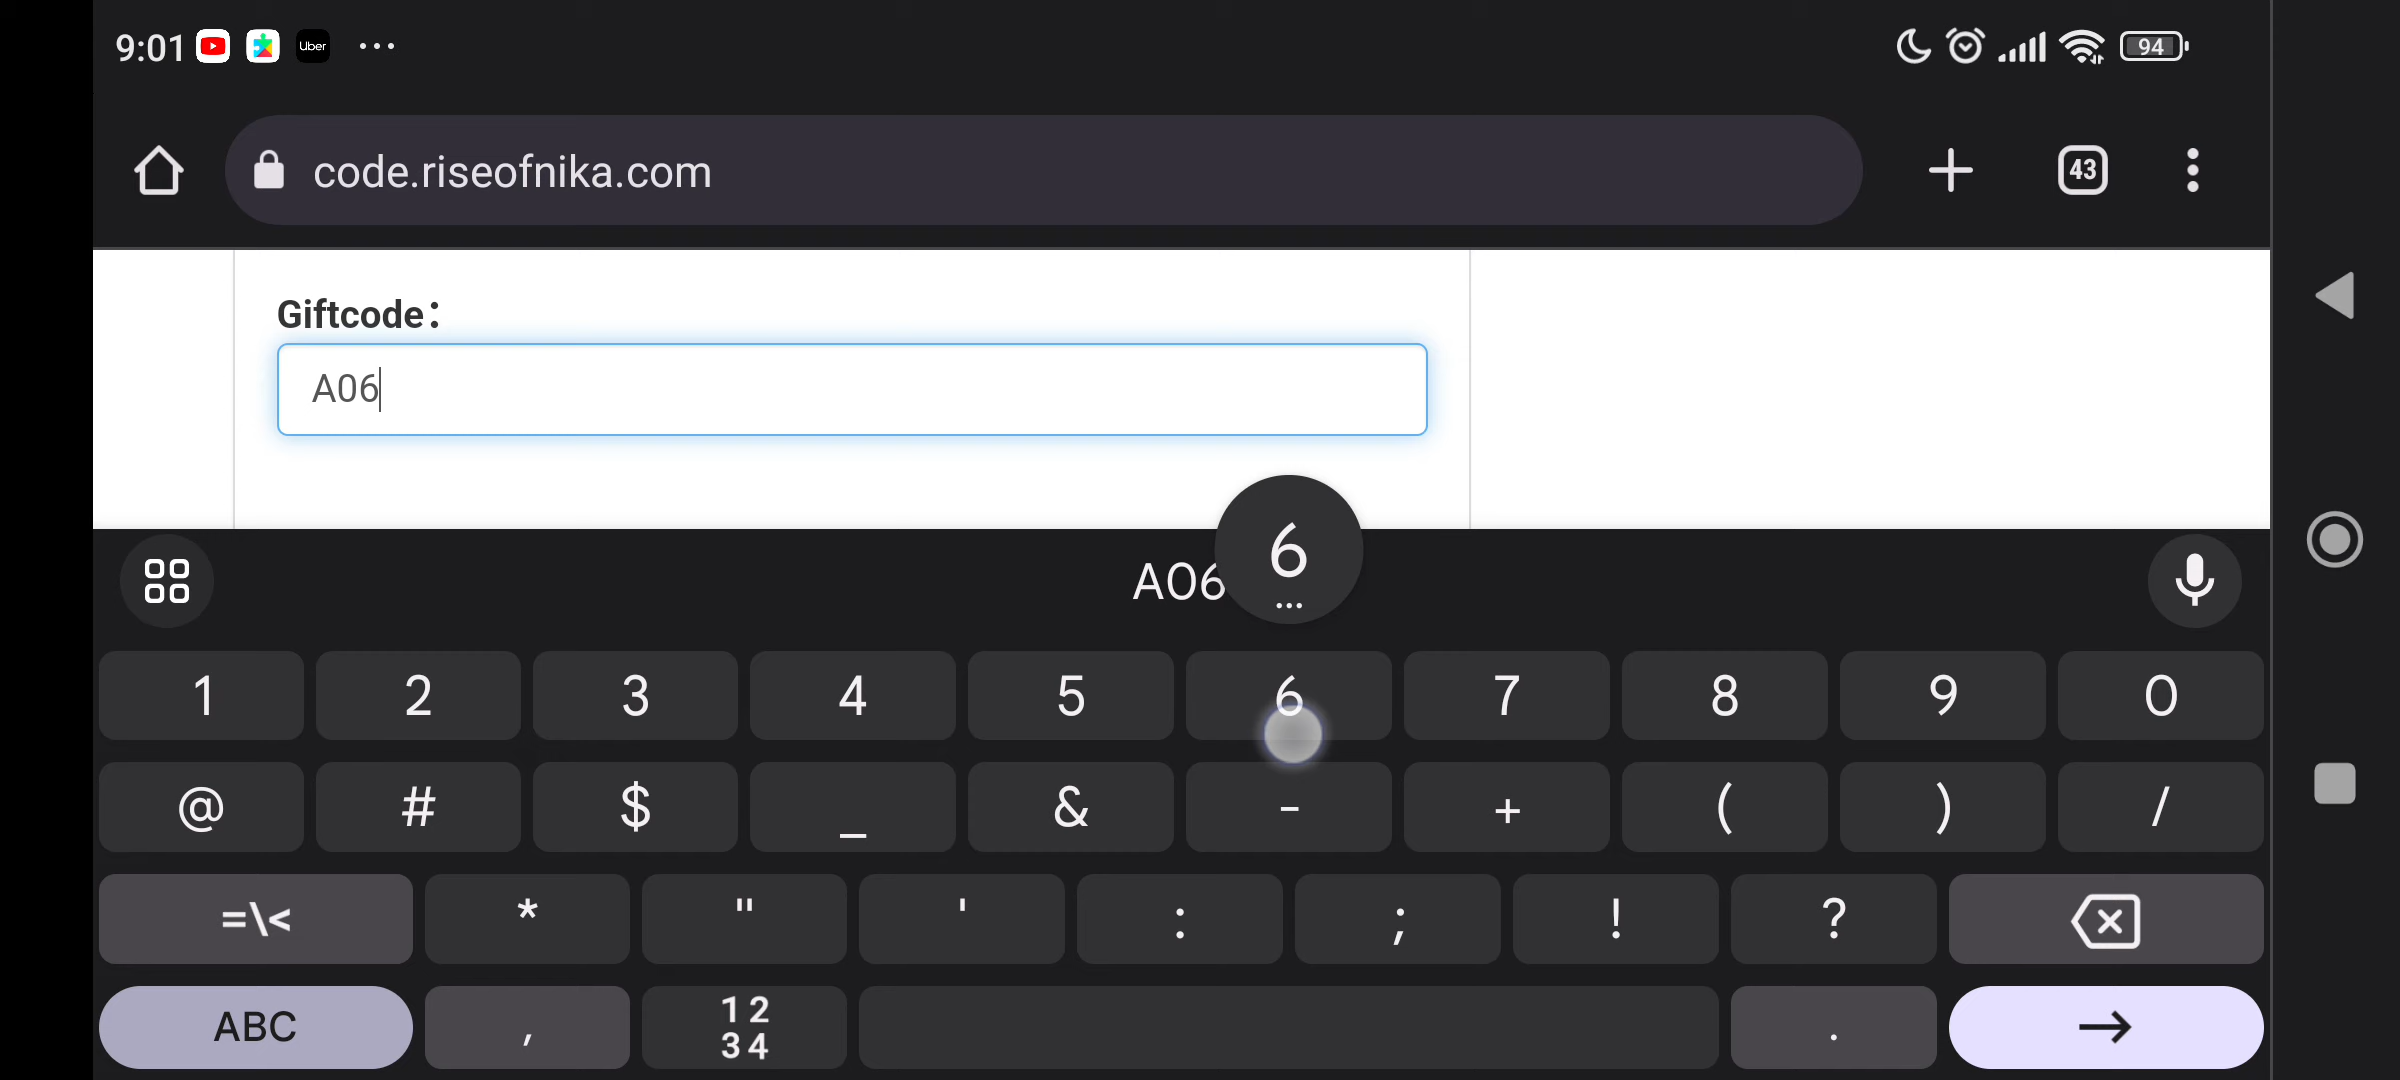 9:01 Uber ... 94
code.riseofnika.com 43
Giftcode：
A06
A06 6
...
1 2 3 4 5 6 7 8 9 0
@ # $ _ & - + ( ) /
=\< * " ' : ; ! ?
ABC , 12 .
34